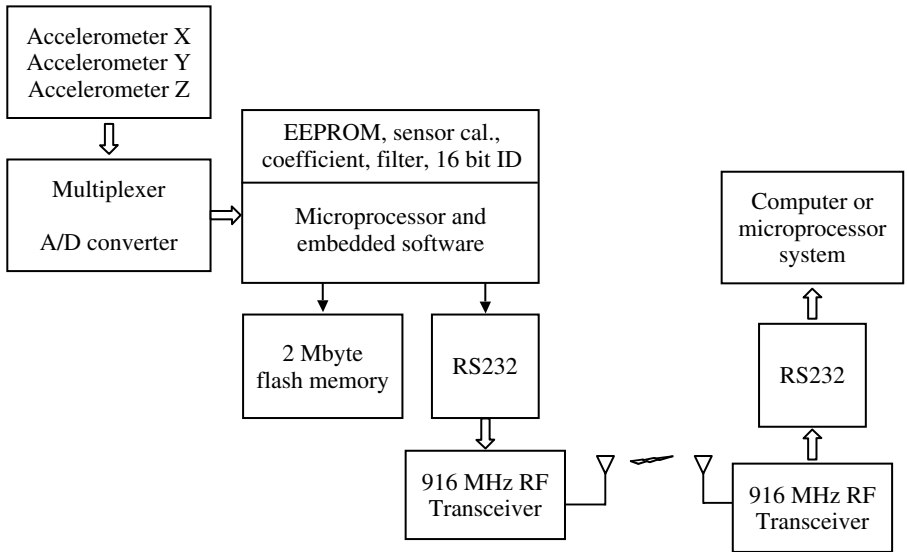 Accelerometer X
Accelerometer Y
Accelerometer Z
Multiplexer
A/D converter
EEPROM, sensor cal.,
coefficient, filter, 16 bit ID
Microprocessor and
embedded software
2 Mbyte
flash memory
RS232
916 MHz RF
Transceiver
Computer or
microprocessor
system
RS232
916 MHz RF
Transceiver